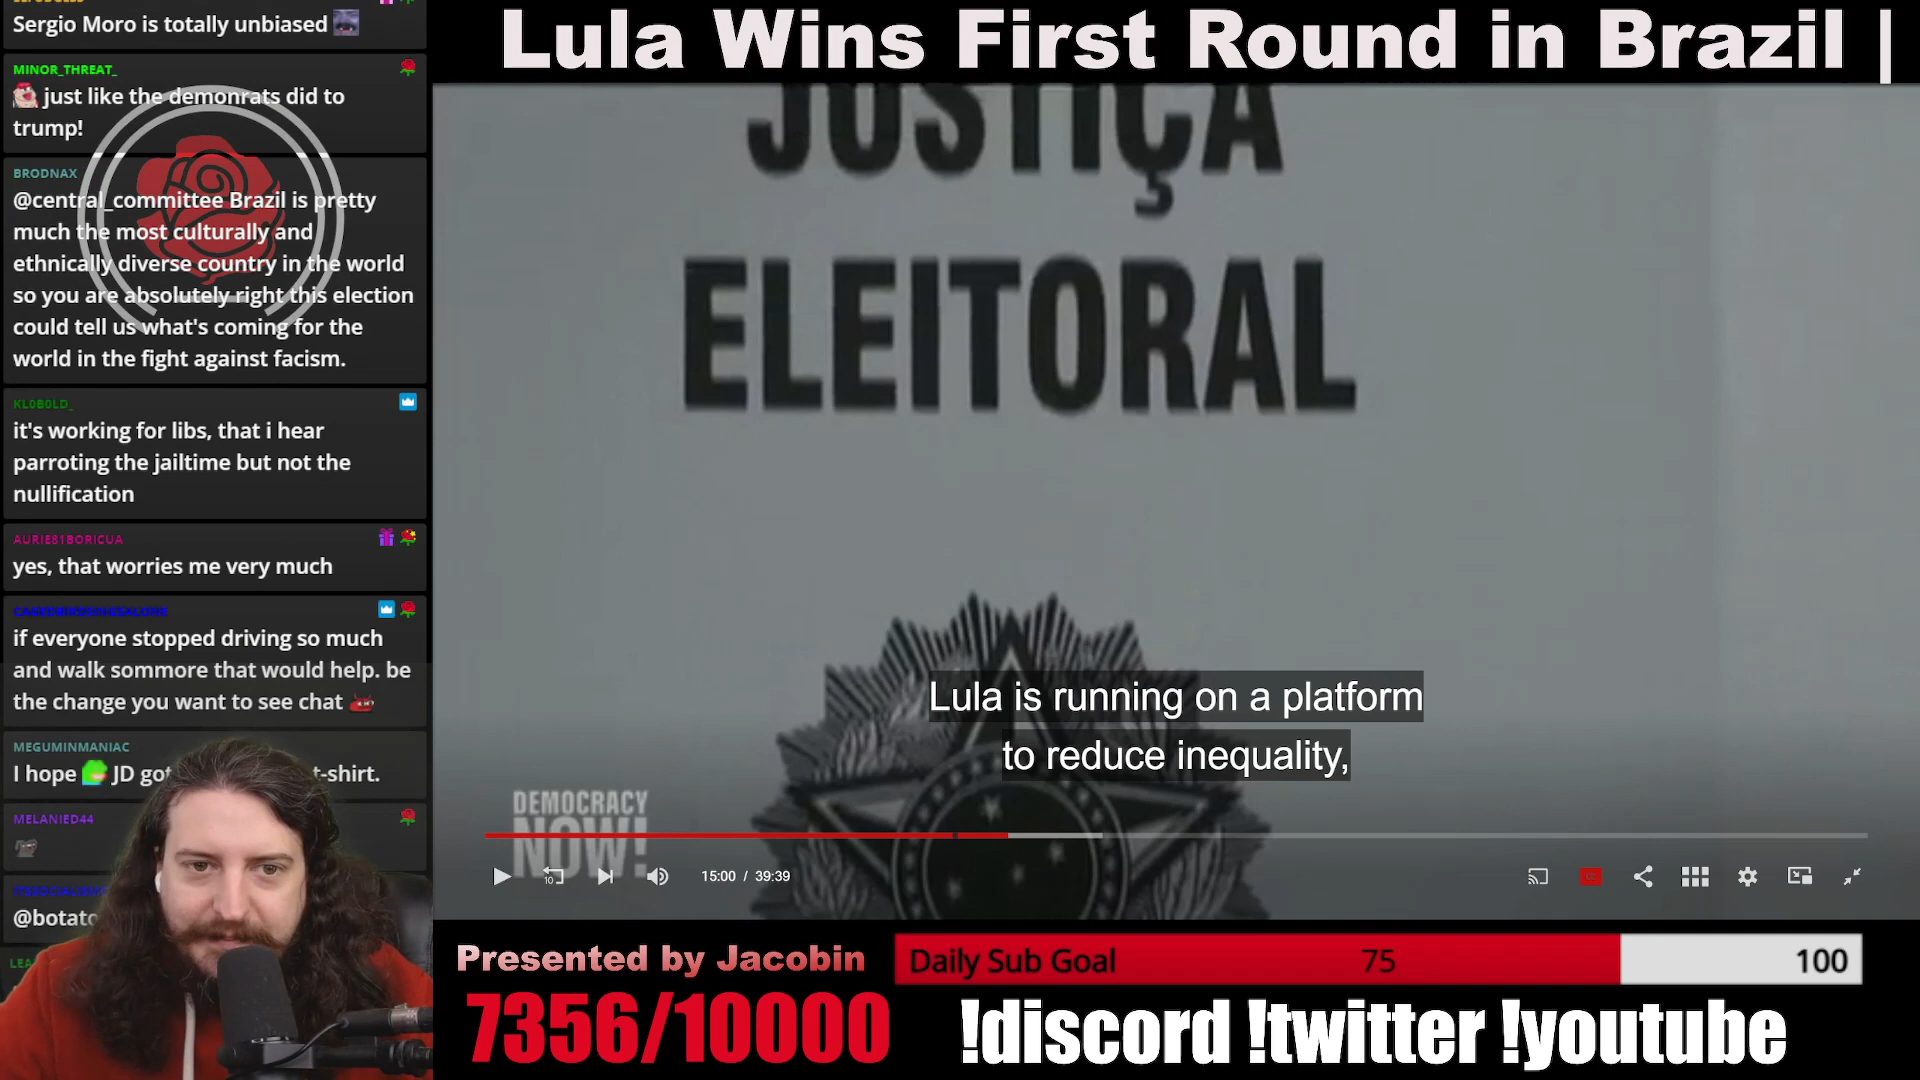 Sergio Moro is totally unbiased
MINOR_THREAT_
just like the demonrats did to
trump!
BRODNAX
@central_committee Brazil is pretty
much the most culturally and
ethnically diverse country in the world
so you are absolutely right this election
could tell us what's coming for the
world in the fight against facism.
KL0B0LD_
it's working for libs, that i hear
parroting the jailtime but not the
nullification
AURIE81BORICUA
yes, that worries me very much
if everyone stopped driving so much
and walk sommore that would help. be
the change you want to see chat
MEGUMINMANIAC
I hope JD got t-shirt.
MELANIED44
Lula Wins First Round in Brazil |
JUSTIÇA
ELEITORAL
Lula is running on a platform
to reduce inequality,
DEMOCRACY
NOW!
10
15:00 / 39:39
Presented by Jacobin
Daily Sub Goal 75 100
7356/10000
!discord !twitter !youtube